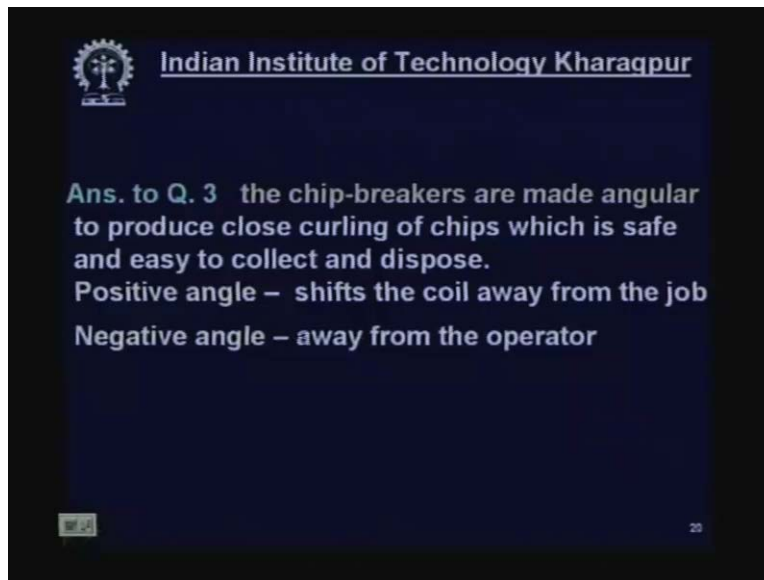 Indian Institute of Technology Kharagpur
Ans. to Q. 3 the chip-breakers are made angular
to produce close curling of chips which is safe
and easy to collect and dispose.
Positive angle – shifts the coil away from the job
Negative angle – away from the operator
20